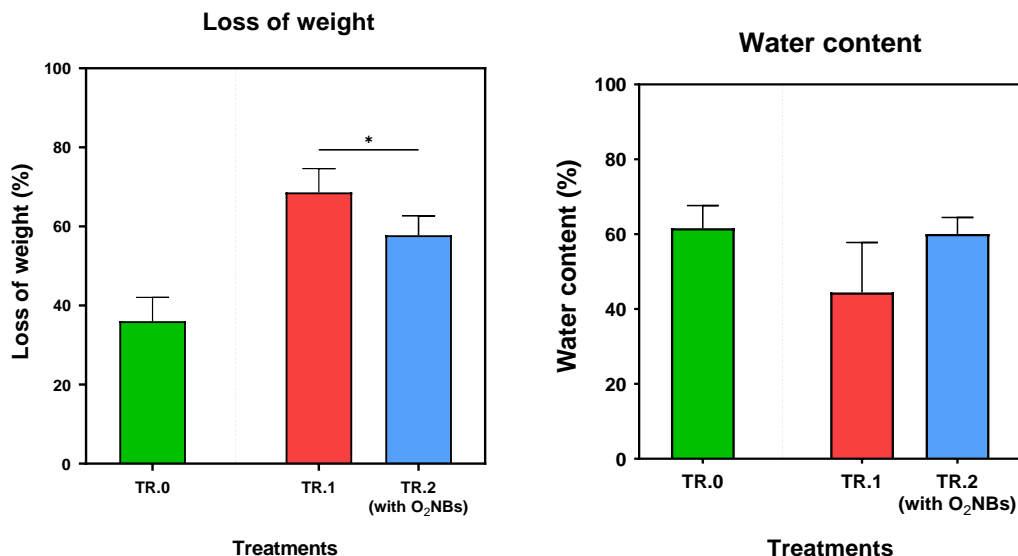 Loss of weight
Loss of weight (%)
100
80
60
40
20
0
*
TR.0
TR.1
TR.2
(with O₂NBs)
Treatments
Water content
Water content (%)
100
80
60
40
20
0
TR.0
TR.1
TR.2
(with O₂NBs)
Treatments